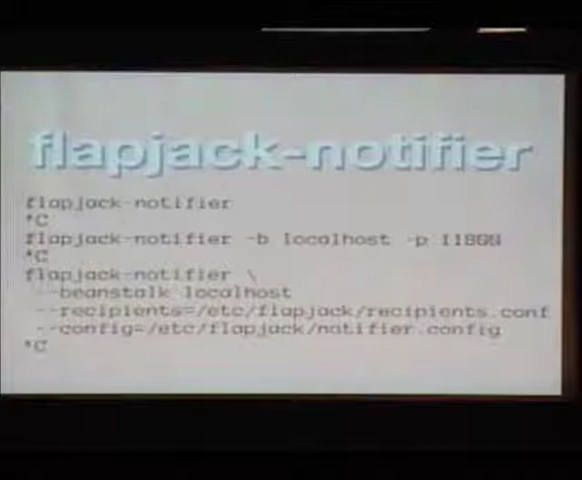 flapjack-notifier
flapjack-notifier
^C
flapjack-notifier -b localhost -p 11800
^C
flapjack-notifier \
--beanstalk localhost
--recipients=/etc/flapjack/recipients.conf
--config=/etc/flapjack/notifier.config
^C